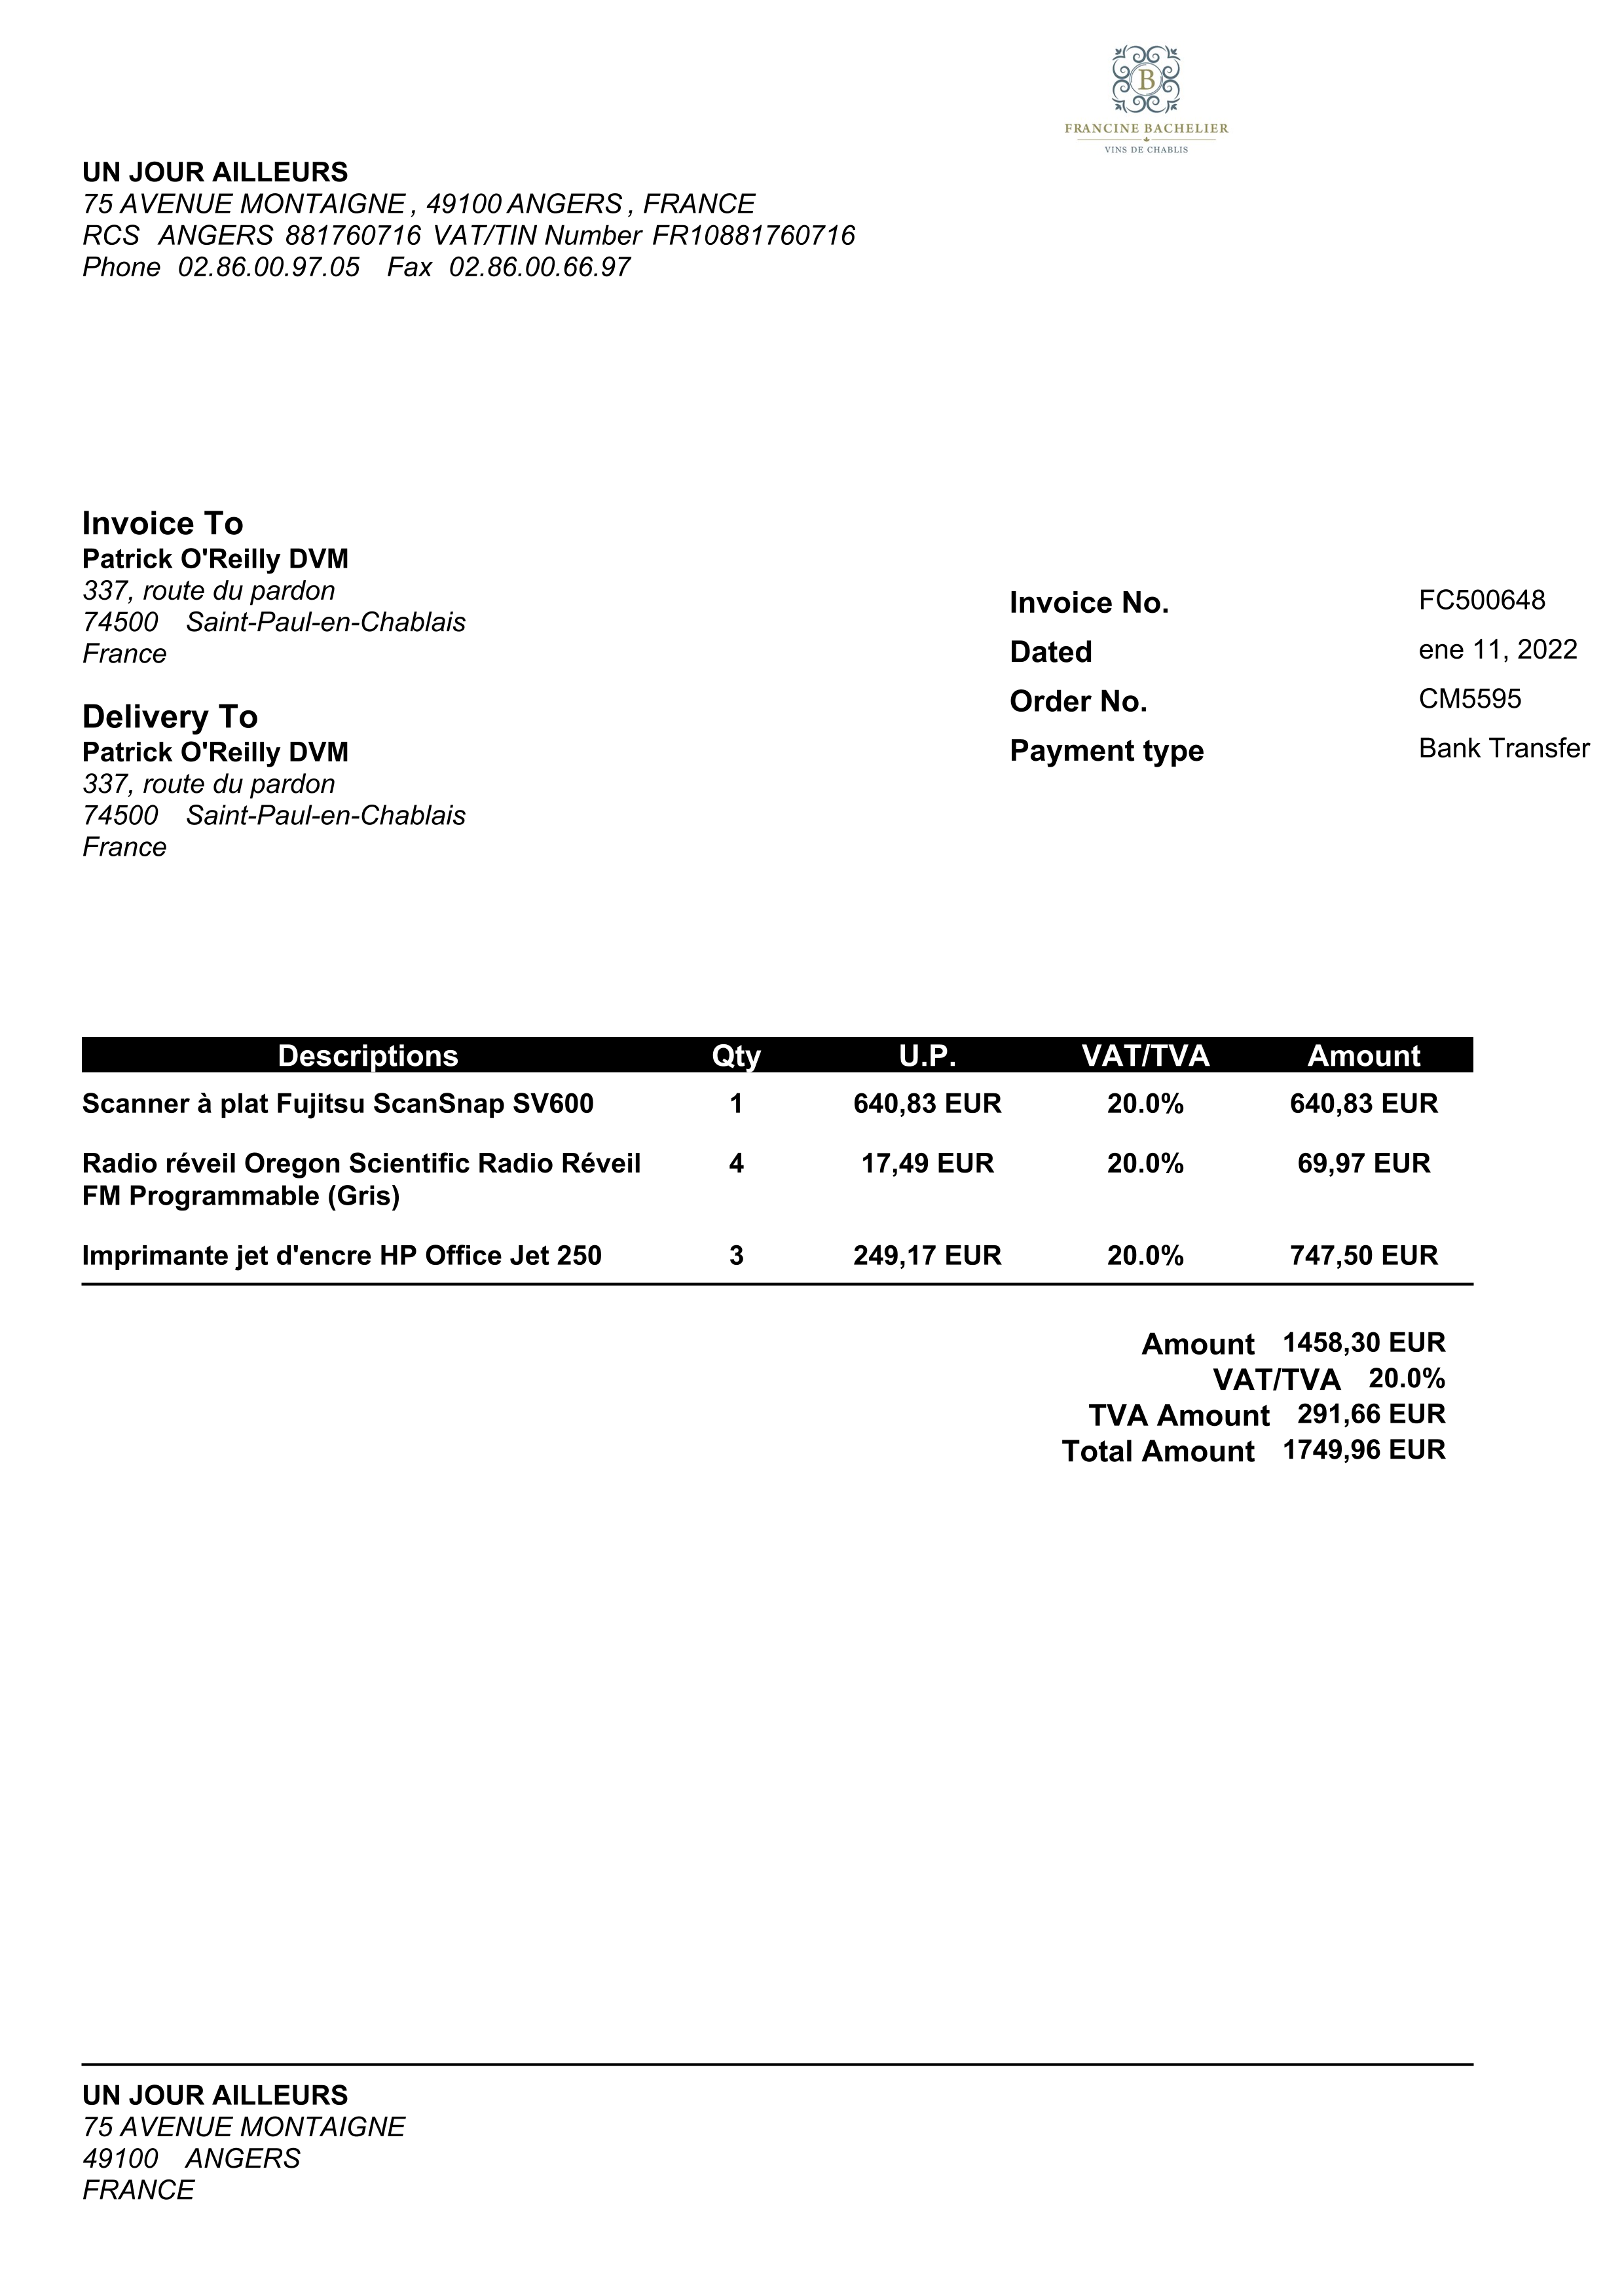 B
FRANCINE BACHELIER
VINS DE CHABLIS
UN JOUR AILLEURS
75 AVENUE MONTAIGNE , 49100 ANGERS , FRANCE
RCS ANGERS 881760716 VAT/TIN Number FR10881760716
Phone 02.86.00.97.05 Fax 02.86.00.66.97
Invoice To
Patrick O'Reilly DVM
337, route du pardon
74500 Saint-Paul-en-Chablais
France
Delivery To
Patrick O'Reilly DVM
337, route du pardon
74500 Saint-Paul-en-Chablais
France
Invoice No. FC500648
Dated ene 11, 2022
Order No. CM5595
Payment type Bank Transfer
Descriptions Qty U.P. VAT/TVA Amount
Scanner à plat Fujitsu ScanSnap SV600 1 640,83 EUR 20.0% 640,83 EUR
Radio réveil Oregon Scientific Radio Réveil 4 17,49 EUR 20.0% 69,97 EUR
FM Programmable (Gris)
Imprimante jet d'encre HP Office Jet 250 3 249,17 EUR 20.0% 747,50 EUR
Amount 1458,30 EUR
VAT/TVA 20.0%
TVA Amount 291,66 EUR
Total Amount 1749,96 EUR
UN JOUR AILLEURS
75 AVENUE MONTAIGNE
49100 ANGERS
FRANCE